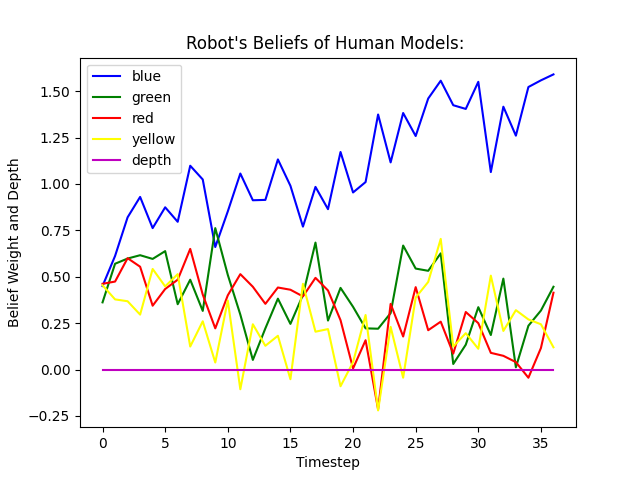 Robot's Beliefs of Human Models:
blue
green
red
yellow
depth
Belief Weight and Depth
1.50
1.25
1.00
0.75
0.50
0.25
0.00
−0.25
0 5 10 15 20 25 30 35
Timestep